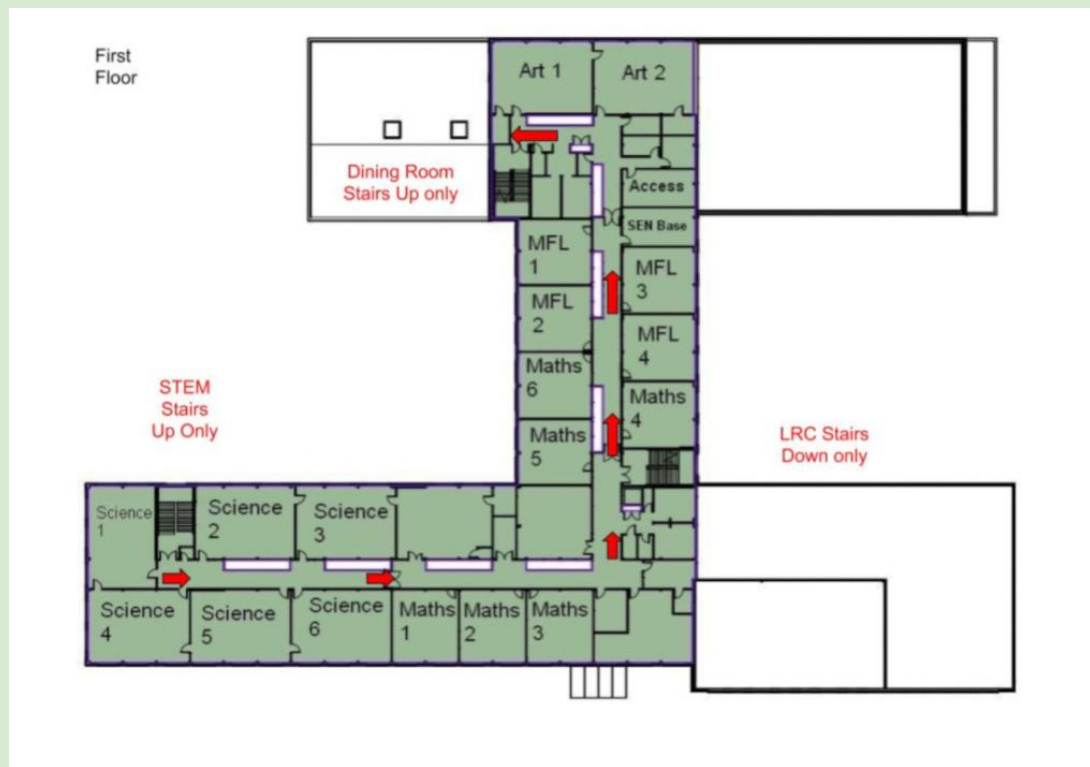 First
Floor
Art 1
Art 2
Dining Room
Stairs Up only
Access
SEN Base
MFL
1
MFL
3
MFL
2
MFL
4
Maths
6
Maths
4
STEM
Stairs
Up Only
Maths
5
LRC Stairs
Down only
Science
1
Science
2
Science
3
Science
4
Science
5
Science
6
Maths
1
Maths
2
Maths
3